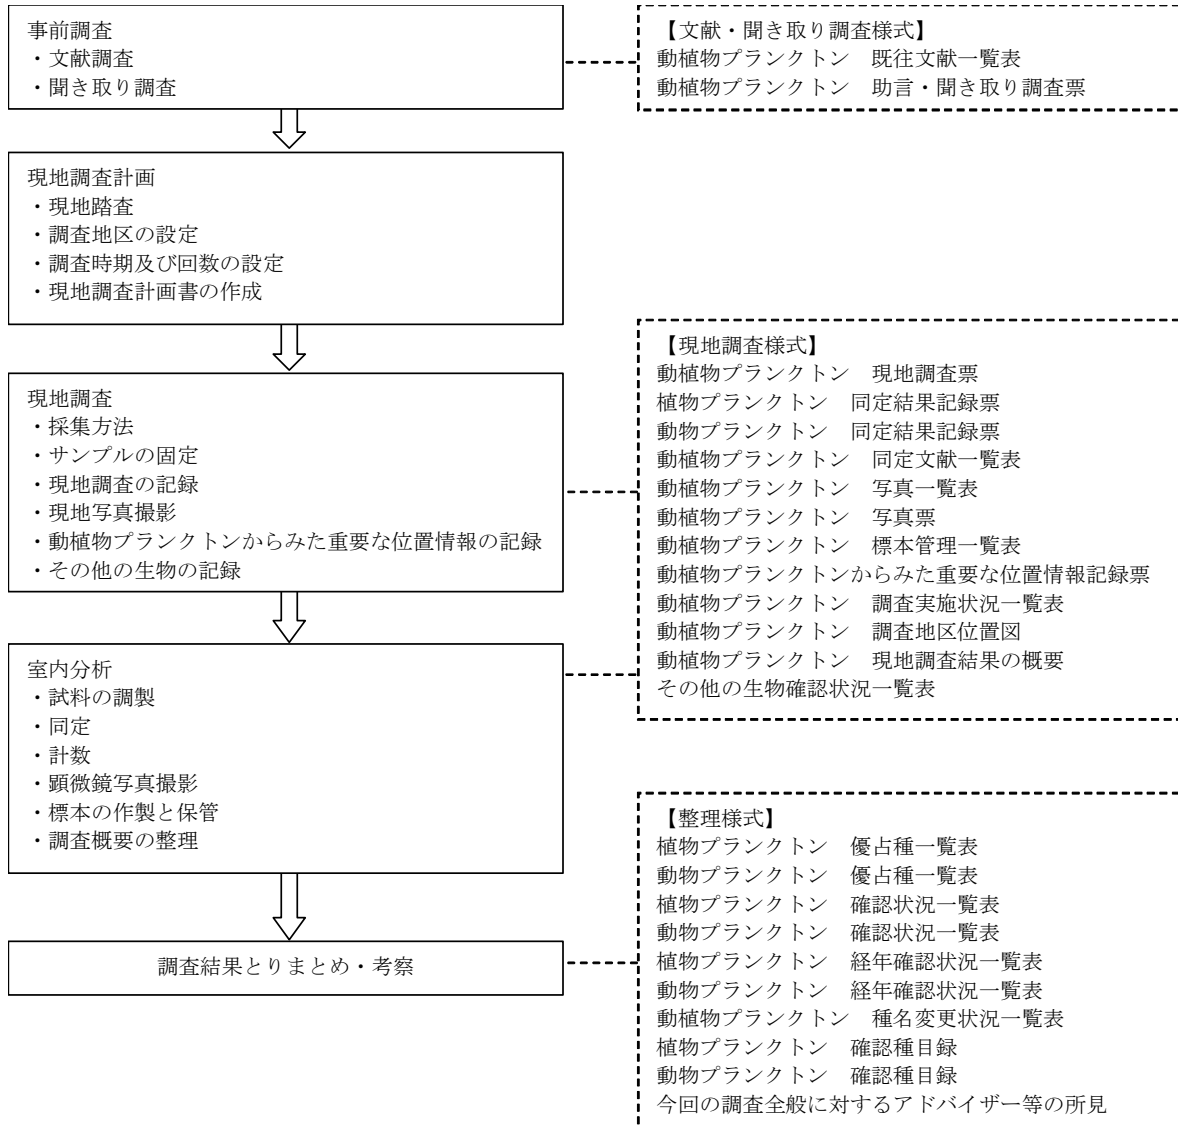 事前調査
・文献調査
・聞き取り調査
【文献・聞き取り調査様式】
動植物プランクトン　既往文献一覧表
動植物プランクトン　助言・聞き取り調査票
現地調査計画
・現地踏査
・調査地区の設定
・調査時期及び回数の設定
・現地調査計画書の作成
現地調査
・採集方法
・サンプルの固定
・現地調査の記録
・現地写真撮影
・動植物プランクトンからみた重要な位置情報の記録
・その他の生物の記録
【現地調査様式】
動植物プランクトン　現地調査票
植物プランクトン　同定結果記録票
動物プランクトン　同定結果記録票
動植物プランクトン　同定文献一覧表
動植物プランクトン　写真一覧表
動植物プランクトン　写真票
動植物プランクトン　標本管理一覧表
動植物プランクトンからみた重要な位置情報記録票
動植物プランクトン　調査実施状況一覧表
動植物プランクトン　調査地区位置図
動植物プランクトン　現地調査結果の概要
その他の生物確認状況一覧表
室内分析
・試料の調製
・同定
・計数
・顕微鏡写真撮影
・標本の作製と保管
・調査概要の整理
調査結果とりまとめ・考察
【整理様式】
植物プランクトン　優占種一覧表
動物プランクトン　優占種一覧表
植物プランクトン　確認状況一覧表
動物プランクトン　確認状況一覧表
植物プランクトン　経年確認状況一覧表
動物プランクトン　経年確認状況一覧表
動植物プランクトン　種名変更状況一覧表
植物プランクトン　確認種目録
動物プランクトン　確認種目録
今回の調査全般に対するアドバイザー等の所見